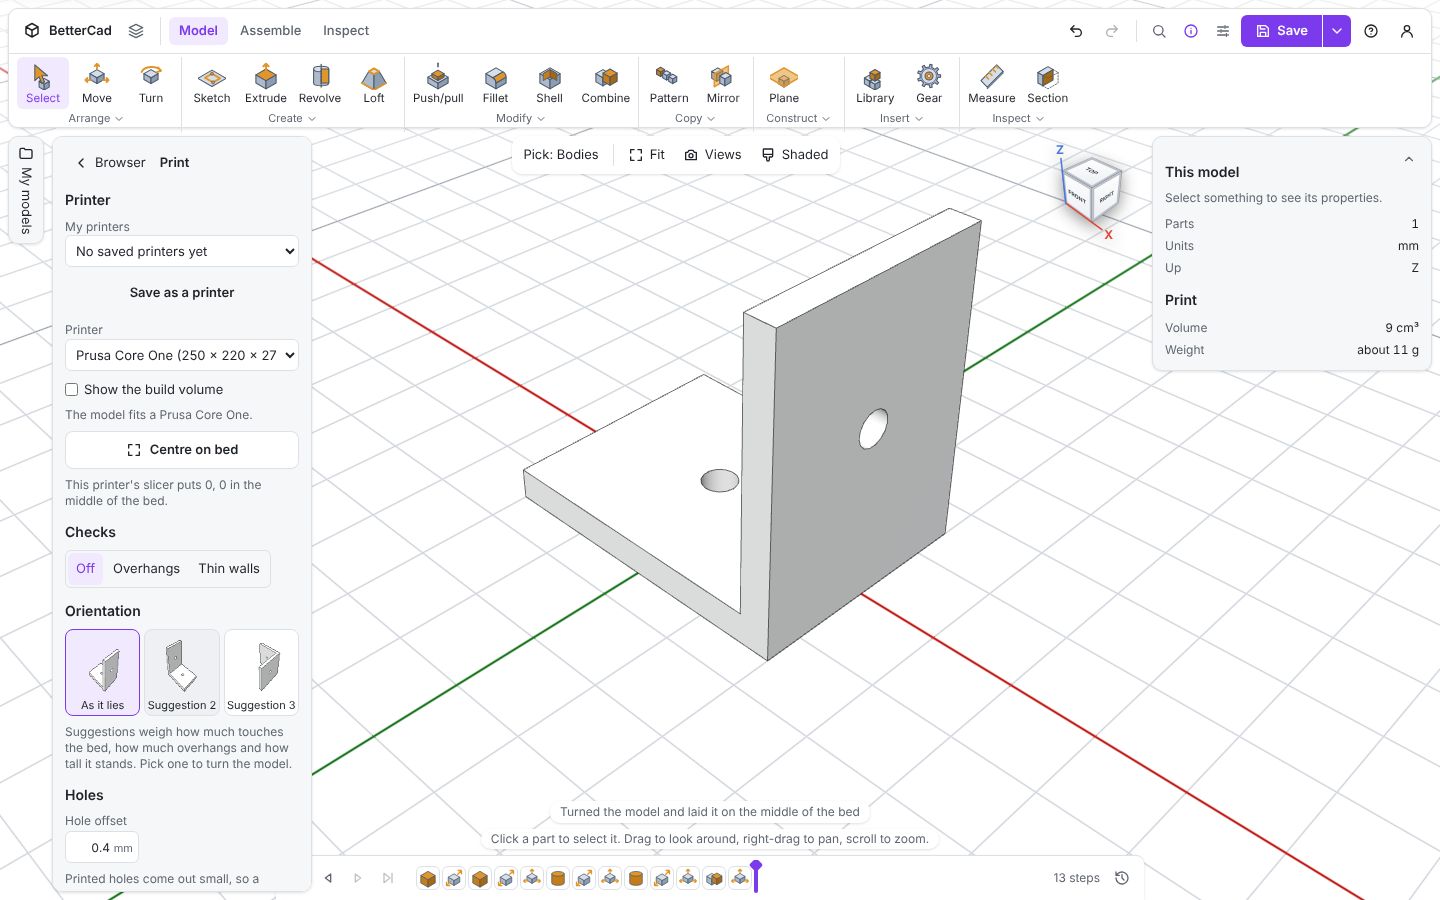 BetterCad
Model
Assemble
Inspect
Save
Select
Move
Turn
Sketch
Extrude
Revolve
Loft
Push/pull
Fillet
Shell
Combine
Pattern
Mirror
Plane
Library
Gear
Measure
Section
Arrange
Create
Modify
Copy
Construct
Insert
Inspect
My models
Browser
Print
Printer
My printers
No saved printers yet
Save as a printer
Printer
Prusa Core One (250 × 220 × 27
Show the build volume
The model fits a Prusa Core One.
Centre on bed
This printer's slicer puts 0, 0 in the
middle of the bed.
Checks
Off
Overhangs
Thin walls
Orientation
As it lies
Suggestion 2
Suggestion 3
Suggestions weigh how much touches
the bed, how much overhangs and how
tall it stands. Pick one to turn the model.
Holes
Hole offset
0.4 mm
Printed holes come out small, so a
Pick: Bodies
Fit
Views
Shaded
Z
TOP
FRONT
RIGHT
X
This model
Select something to see its properties.
Parts 1
Units mm
Up Z
Print
Volume 9 cm³
Weight about 11 g
Turned the model and laid it on the middle of the bed
Click a part to select it. Drag to look around, right-drag to pan, scroll to zoom.
13 steps